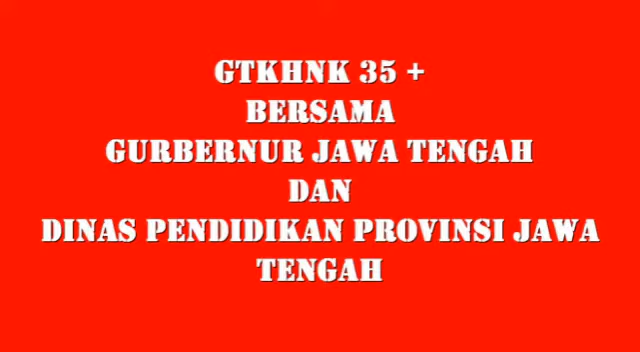 GTKHNK 35 +
BERSAMA
GURBERNUR JAWA TENGAH
DAN
DINAS PENDIDIKAN PROVINSI JAWA
TENGAH